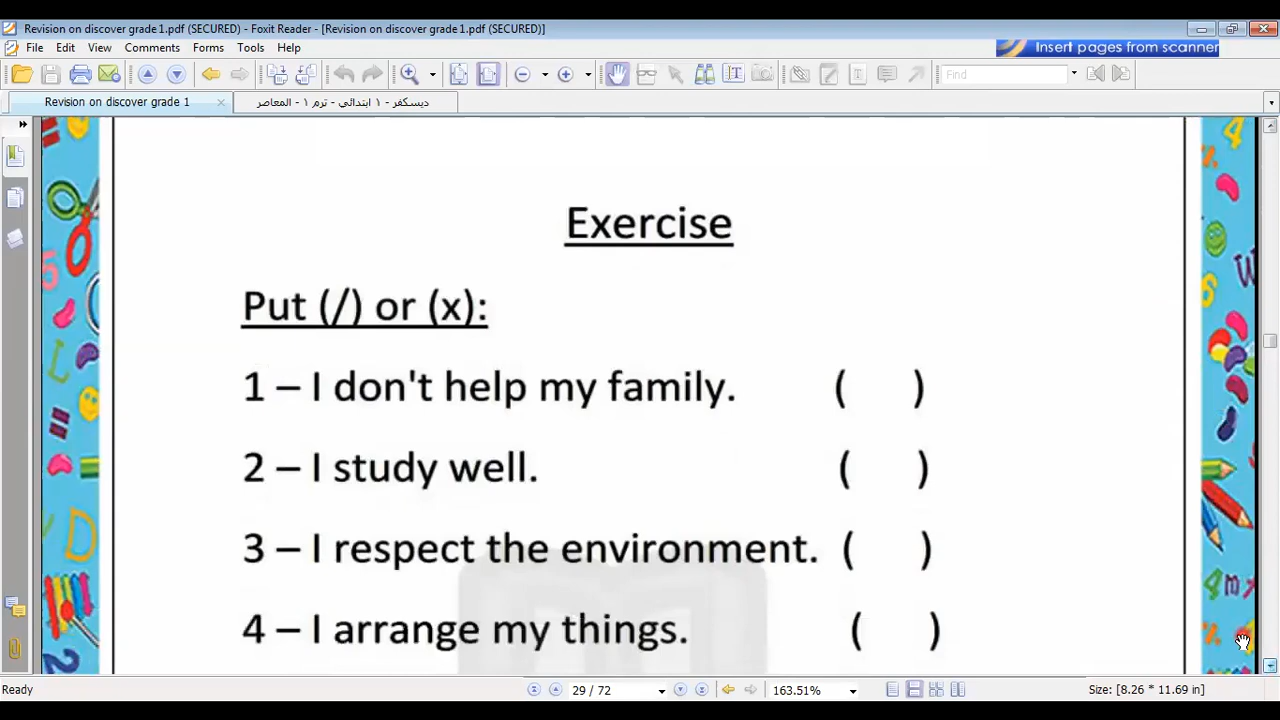 Revision on discover grade1.pdf (SECURED) - Foxit Reader - [Revision on discover grade1.pdf (SECURED)]
File Edit View Comments Forms Tools Help
Insert pages from scanner
Find
Revision on discover grade 1
ديسكفر - ١ ابتدائي - ترم ١ - المعاصر
Exercise
Put (/) or (x):
1 – I don't help my family. ( )
2 – I study well. ( )
3 – I respect the environment. ( )
4 – I arrange my things. ( )
Ready
29 / 72
163.51%
Size: [8.26 * 11.69 in]